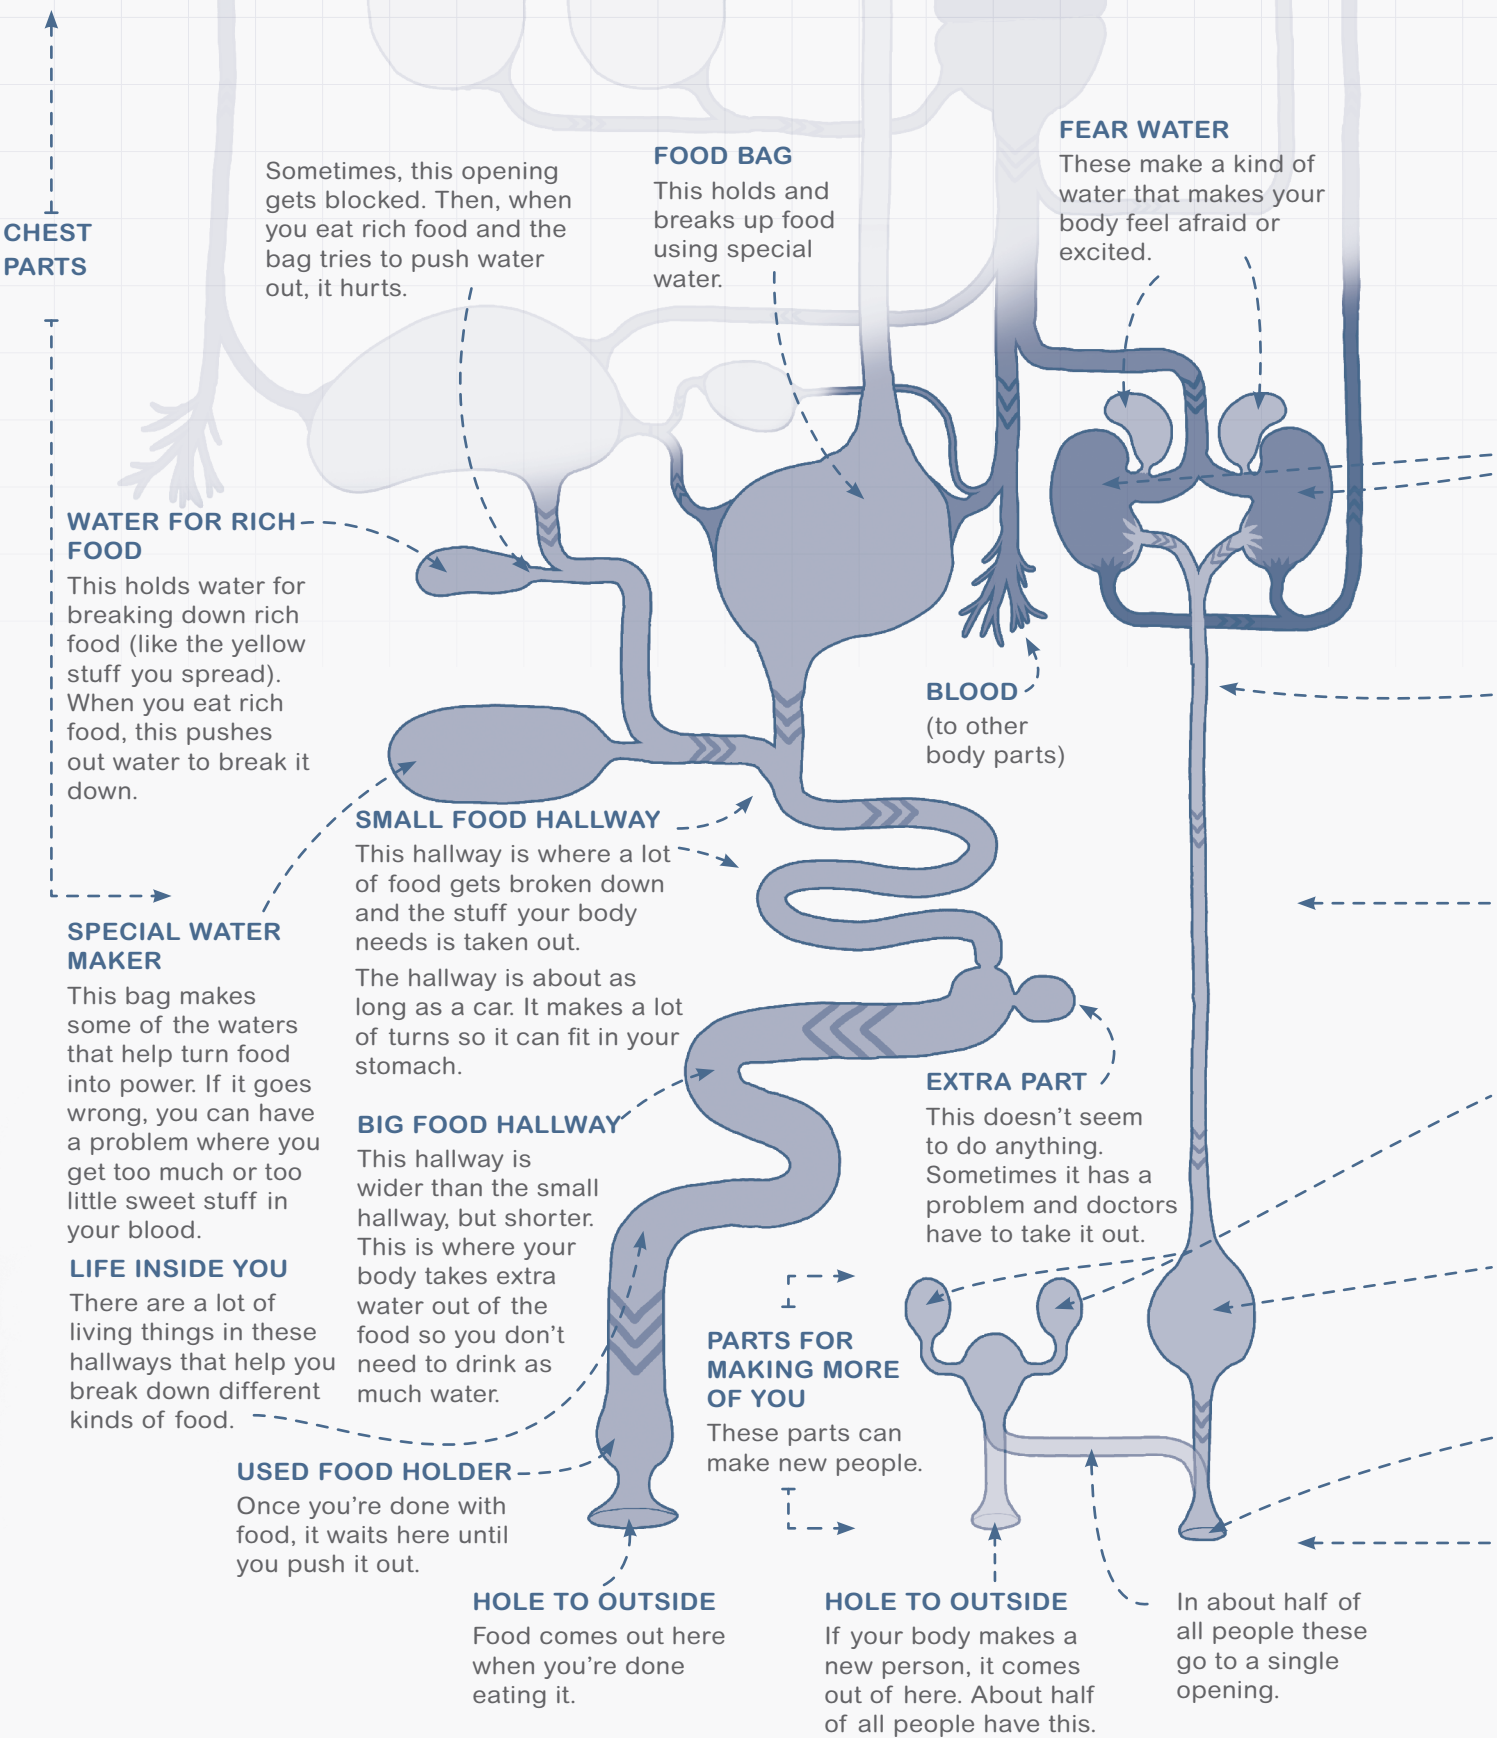 CHEST
PARTS
Sometimes, this opening
gets blocked. Then, when
you eat rich food and the
bag tries to push water
out, it hurts.
FOOD BAG
This holds and
breaks up food
using special
water.
FEAR WATER
These make a kind of
water that makes your
body feel afraid or
excited.
WATER FOR RICH
FOOD
This holds water for
breaking down rich
food (like the yellow
stuff you spread).
When you eat rich
food, this pushes
out water to break it
down.
BLOOD
(to other
body parts)
SMALL FOOD HALLWAY
This hallway is where a lot
of food gets broken down
and the stuff your body
needs is taken out.
The hallway is about as
long as a car. It makes a lot
of turns so it can fit in your
stomach.
SPECIAL WATER
MAKER
This bag makes
some of the waters
that help turn food
into power. If it goes
wrong, you can have
a problem where you
get too much or too
little sweet stuff in
your blood.
BIG FOOD HALLWAY
This hallway is
wider than the small
hallway, but shorter.
This is where your
body takes extra
water out of the
food so you don’t
need to drink as
much water.
EXTRA PART
This doesn’t seem
to do anything.
Sometimes it has a
problem and doctors
have to take it out.
LIFE INSIDE YOU
There are a lot of
living things in these
hallways that help you
break down different
kinds of food.
PARTS FOR
MAKING MORE
OF YOU
These parts can
make new people.
USED FOOD HOLDER
Once you’re done with
food, it waits here until
you push it out.
HOLE TO OUTSIDE
Food comes out here
when you’re done
eating it.
HOLE TO OUTSIDE
If your body makes a
new person, it comes
out of here. About half
of all people have this.
In about half of
all people these
go to a single
opening.